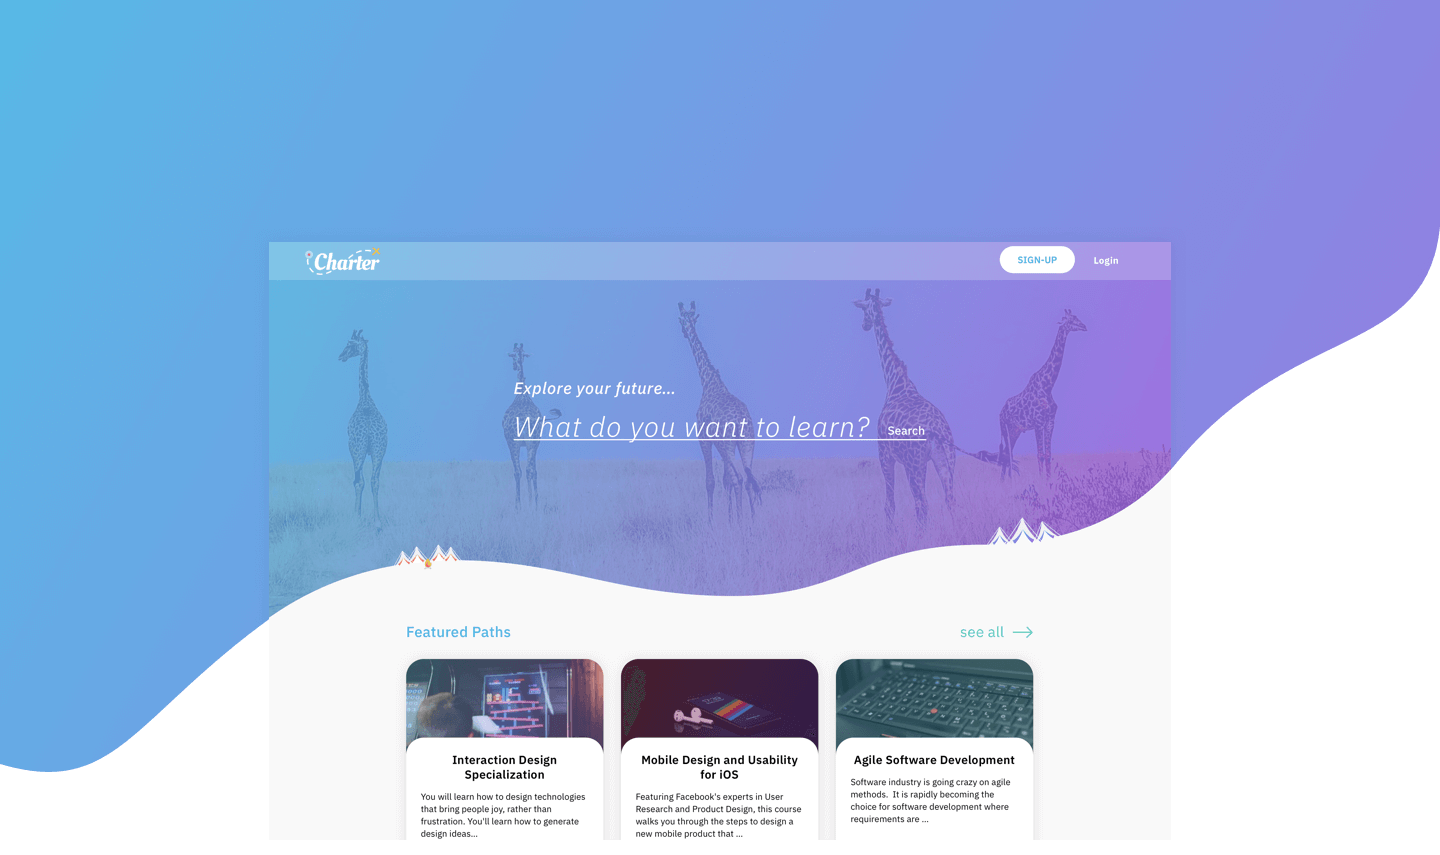 Charter
SIGN-UP
Login
Explore your future...
What do you want to learn?
Search
Featured Paths
see all
Interaction Design
Specialization
You will learn how to design technologies
that bring people joy, rather than
frustration. You'll learn how to generate
design ideas...
Mobile Design and Usability
for iOS
Featuring Facebook's experts in User
Research and Product Design, this course
walks you through the steps to design a
new mobile product that ...
Agile Software Development
Software industry is going crazy on agile
methods.  It is rapidly becoming the
choice for software development where
requirements are ...